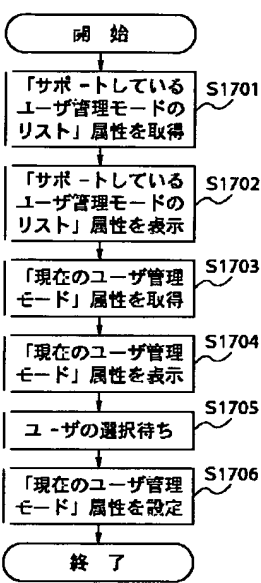 開 始
「サポートしている
ユーザ管理モードの
リスト」属性を取得
S1701
「サポートしている
ユーザ管理モードの
リスト」属性を表示
S1702
「現在のユーザ管理
モード」属性を取得
S1703
「現在のユーザ管理
モード」属性を表示
S1704
ユーザの選択待ち
S1705
「現在のユーザ管理
モード」属性を設定
S1706
終 了